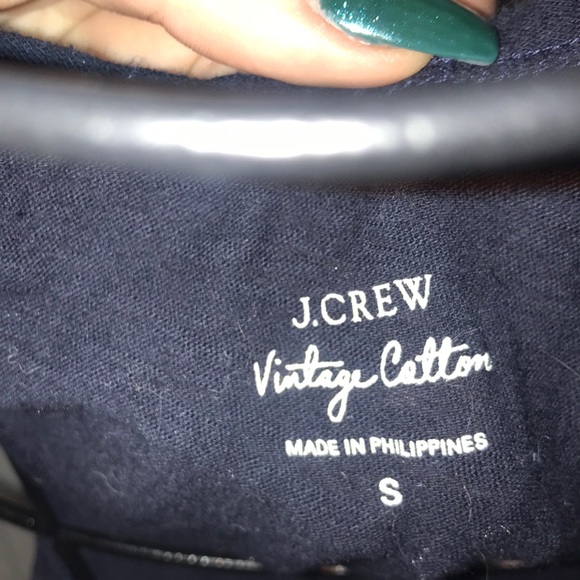 J.CREW
Vintage Cotton
MADE IN PHILIPPINES
S